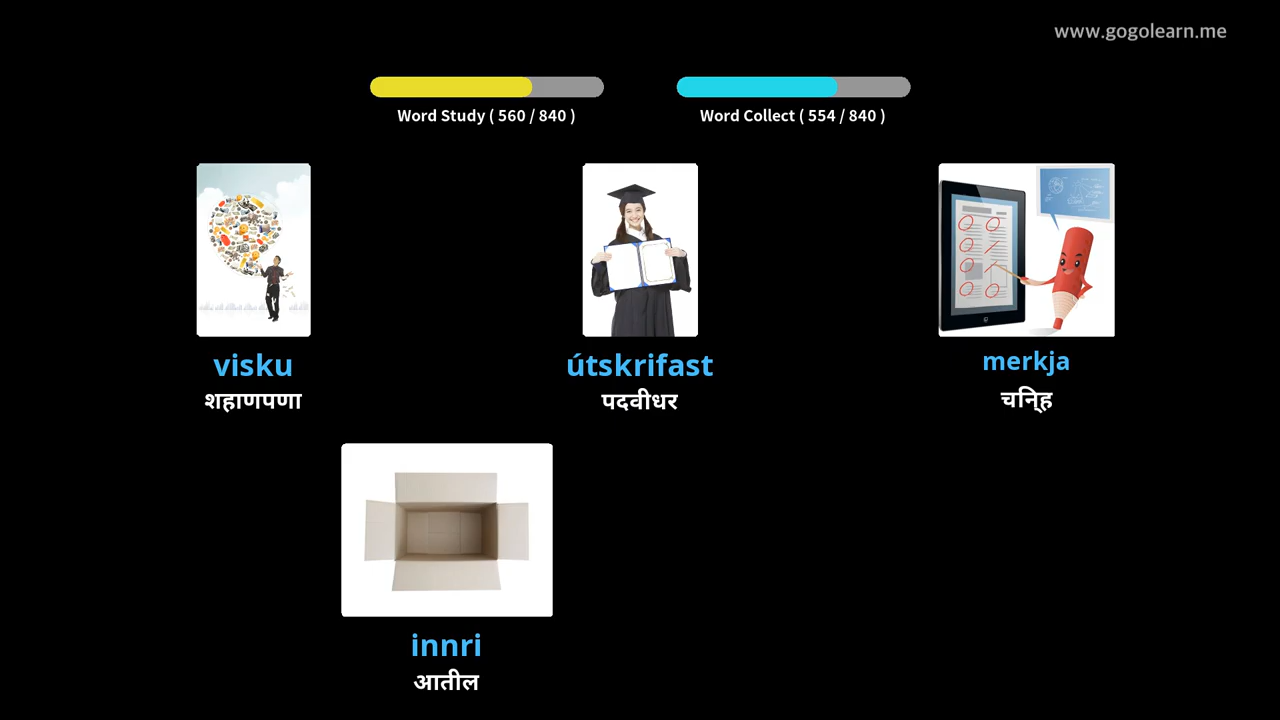 www.gogolearn.me
Word Study ( 560 / 840 )
Word Collect ( 554 / 840 )
visku
शहाणपणा
útskrifast
पदवीधर
merkja
चिन्हि
innri
आतील